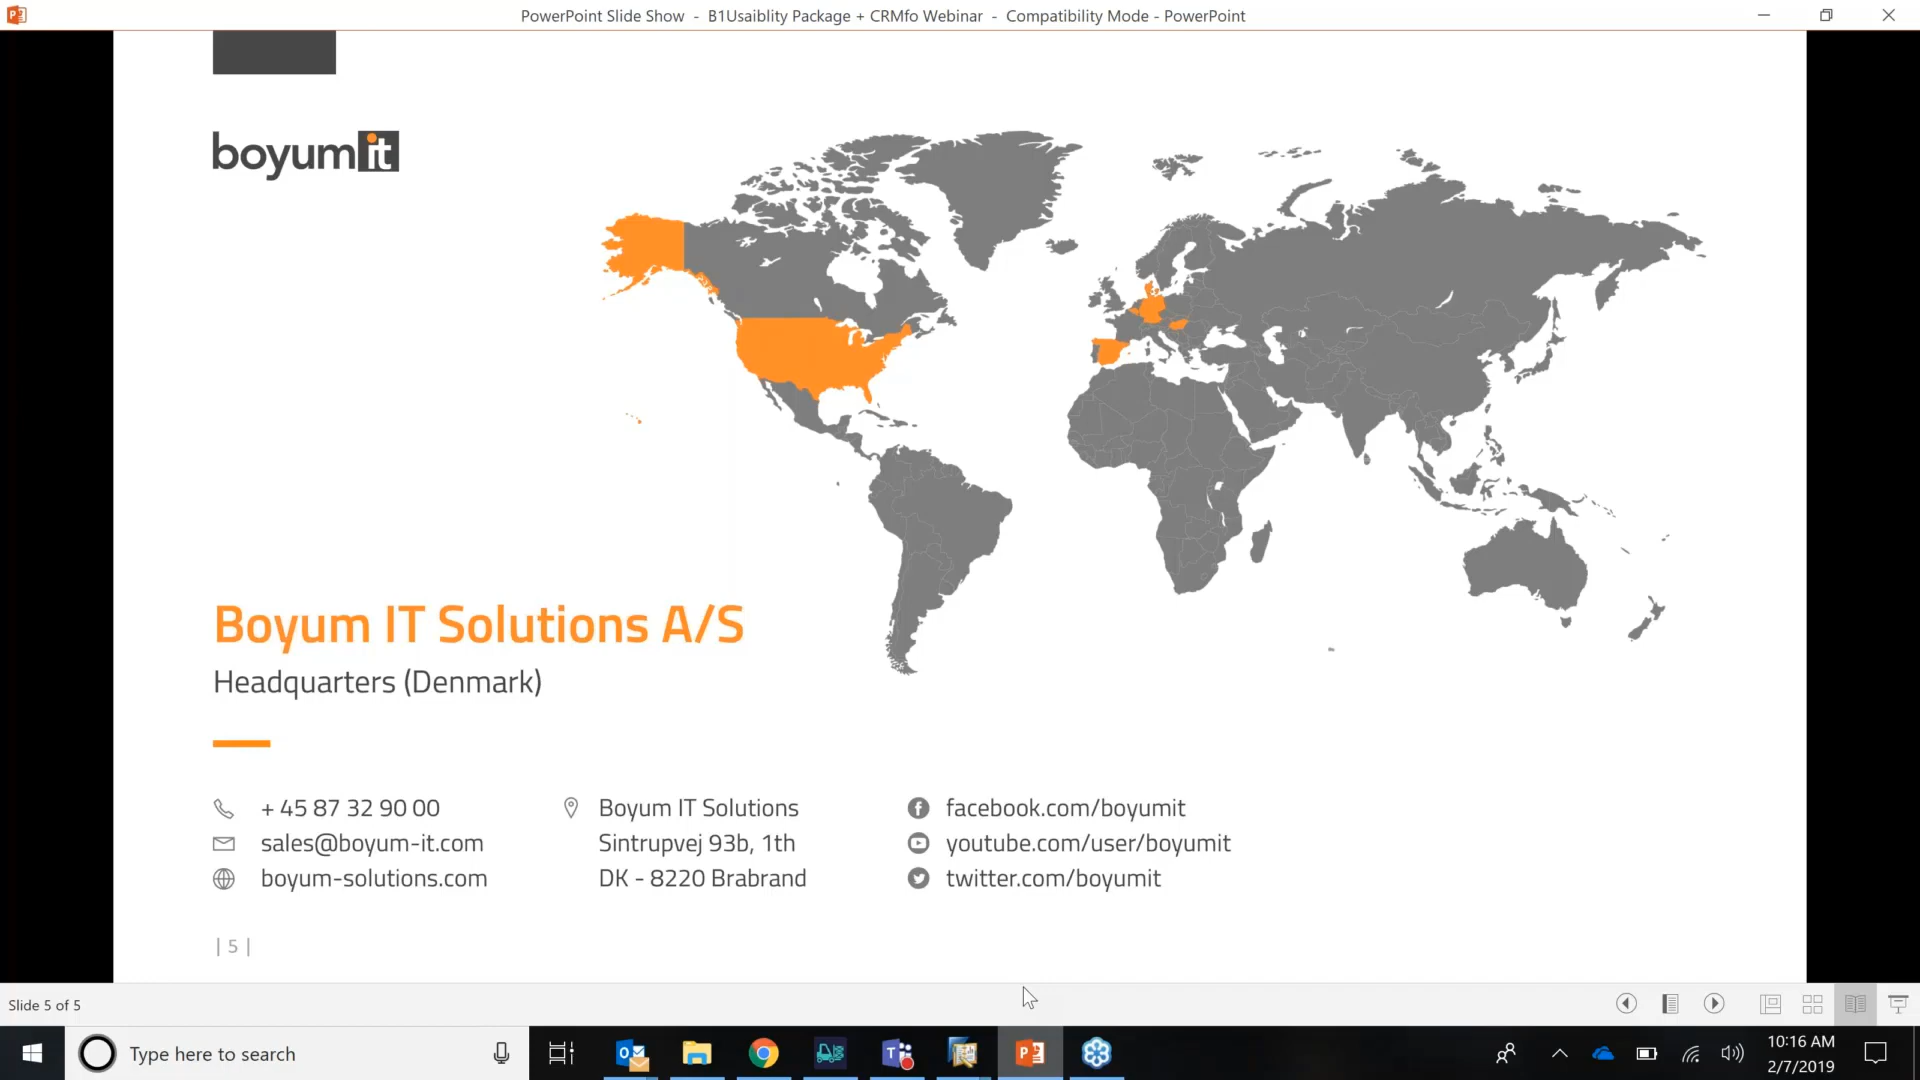 PowerPoint Slide Show - B1Usaiblity Package + CRMfo Webinar - Compatibility Mode - PowerPoint
boyumit
Boyum IT Solutions A/S
Headquarters (Denmark)
+ 45 87 32 90 00
sales@boyum-it.com
boyum-solutions.com
Boyum IT Solutions
Sintrupvej 93b, 1th
DK - 8220 Brabrand
facebook.com/boyumit
youtube.com/user/boyumit
twitter.com/boyumit
| 5 |
Slide 5 of 5
Type here to search
10:16 AM
2/7/2019